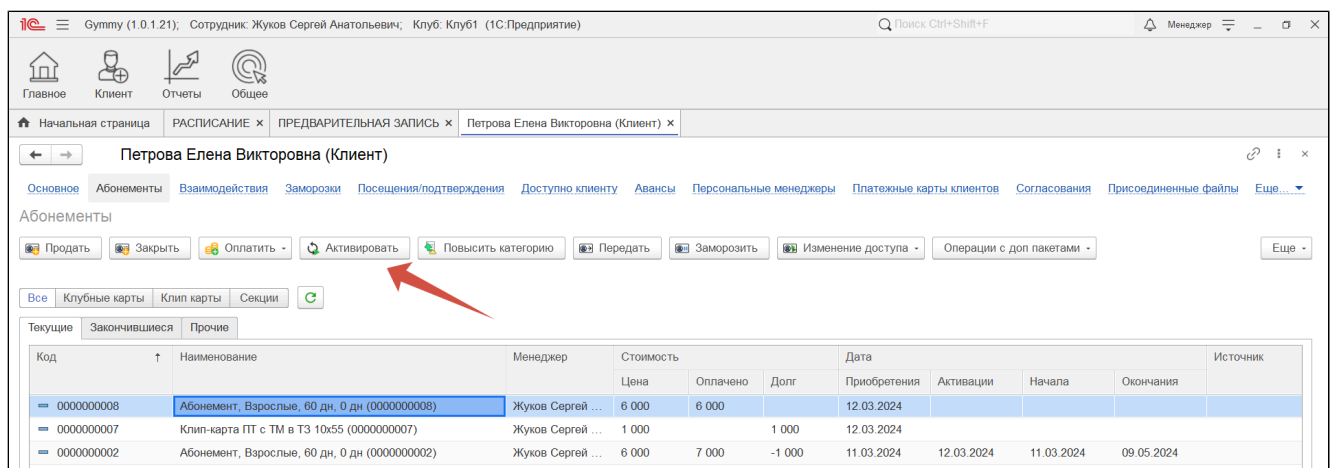 1С Gymmy (1.0.1.21); Сотрудник: Жуков Сергей Анатольевич; Клуб: Клуб1 (1С:Предприятие) Поиск Ctrl+Shift+F Менеджер
Главное Клиент Отчеты Общее
Начальная страница РАСПИСАНИЕ × ПРЕДВАРИТЕЛЬНАЯ ЗАПИСЬ × Петрова Елена Викторовна (Клиент) ×
Петрова Елена Викторовна (Клиент)
Основное Абонементы Взаимодействия Заморозки Посещения/подтверждения Доступно клиенту Авансы Персональные менеджеры Платежные карты клиентов Согласования Присоединенные файлы Еще...
Абонементы
Продать Закрыть Оплатить Активировать Повысить категорию Передать Заморозить Изменение доступа Операции с доп пакетами Еще
Все Клубные карты Клип карты Секции
Текущие Закончившиеся Прочие
Код ↑ Наименование Менеджер Стоимость Дата Источник
Цена Оплачено Долг Приобретения Активации Начала Окончания
0000000008 Абонемент, Взрослые, 60 дн, 0 дн (0000000008) Жуков Сергей ... 6 000 6 000 12.03.2024
0000000007 Клип-карта ПТ с ТМ в ТЗ 10x55 (0000000007) Жуков Сергей ... 1 000 1 000 12.03.2024
0000000002 Абонемент, Взрослые, 60 дн, 0 дн (0000000002) Жуков Сергей ... 6 000 7 000 -1 000 11.03.2024 12.03.2024 11.03.2024 09.05.2024